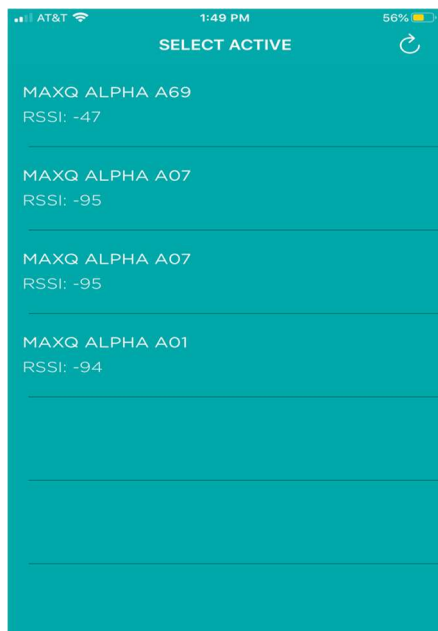 AT&T 1:49 PM 56%
SELECT ACTIVE
MAXQ ALPHA A69
RSSI: -47
MAXQ ALPHA A07
RSSI: -95
MAXQ ALPHA A07
RSSI: -95
MAXQ ALPHA A01
RSSI: -94